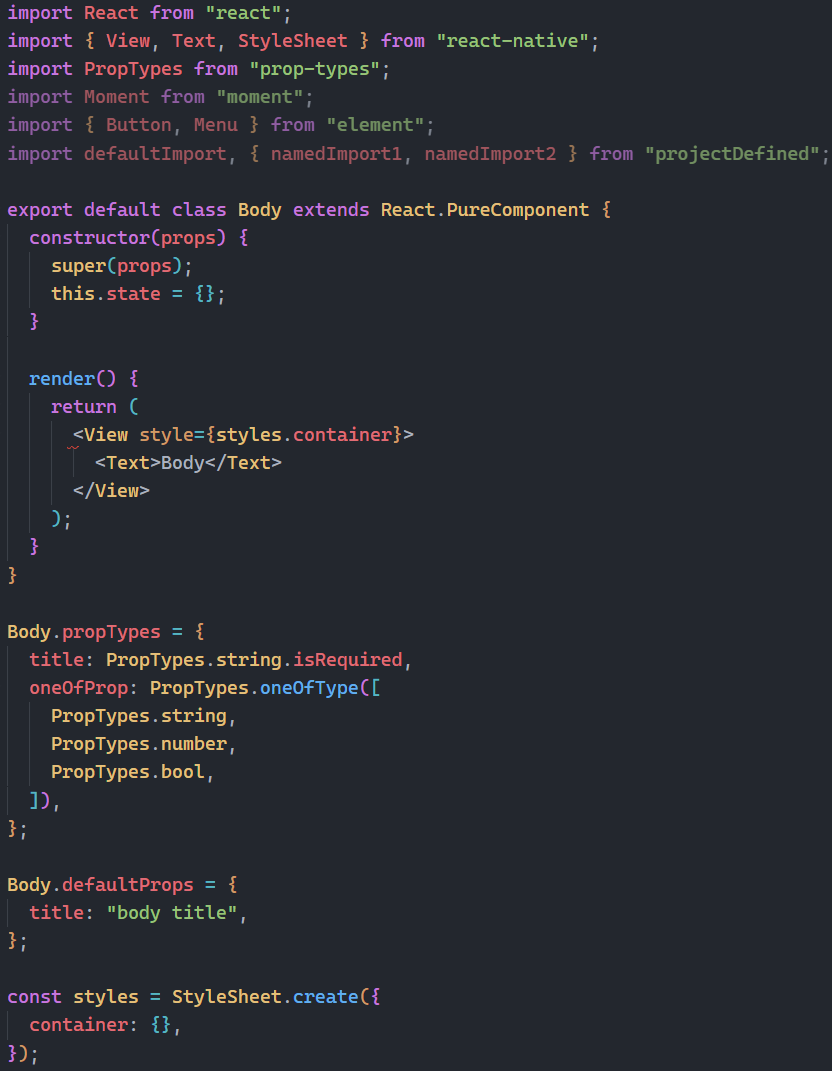 import React from "react";
import { View, Text, StyleSheet } from "react-native";
import PropTypes from "prop-types";
import Moment from "moment";
import { Button, Menu } from "element";
import defaultImport, { namedImport1, namedImport2 } from "projectDefined";

export default class Body extends React.PureComponent {
  constructor(props) {
    super(props);
    this.state = {};
  }

  render() {
    return (
      <View style={styles.container}>
        <Text>Body</Text>
      </View>
    );
  }
}

Body.propTypes = {
  title: PropTypes.string.isRequired,
  oneOfProp: PropTypes.oneOfType([
    PropTypes.string,
    PropTypes.number,
    PropTypes.bool,
  ]),
};

Body.defaultProps = {
  title: "body title",
};

const styles = StyleSheet.create({
  container: {},
});